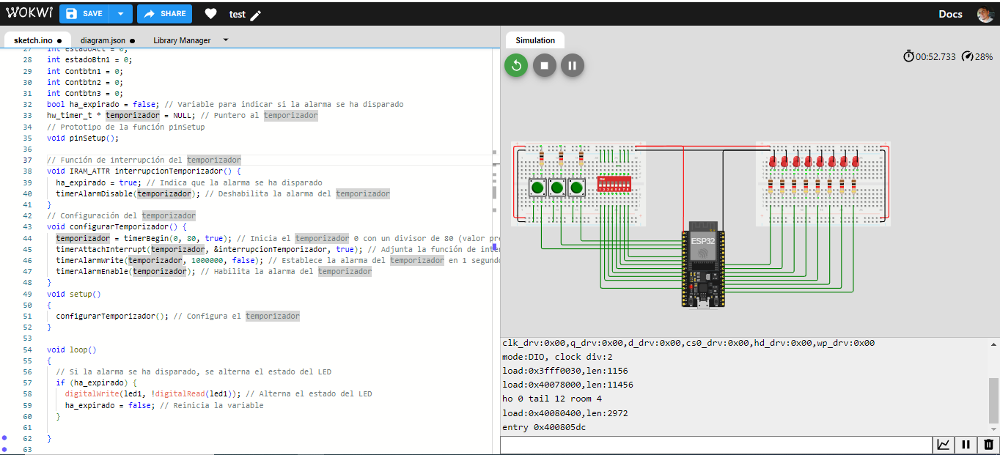 WOKWI SAVE SHARE test Docs
sketch.ino diagram.json Library Manager
Simulation
00:52.733 28%
27 int estadoAct = 0;
28 int estadoBtn1 = 0;
29 int Contbtn1 = 0;
30 int Contbtn2 = 0;
31 int Contbtn3 = 0;
32 bool ha_expirado = false; // Variable para indicar si la alarma se ha disparado
33 hw_timer_t * temporizador = NULL; // Puntero al temporizador
34 // Prototipo de la función pinSetup
35 void pinSetup();
36
37 // Función de interrupción del temporizador
38 void IRAM_ATTR interrupcionTemporizador() {
39 ha_expirado = true; // Indica que la alarma se ha disparado
40 timerAlarmDisable(temporizador); // Deshabilita la alarma del temporizador
41 }
42 // Configuración del temporizador
43 void configurarTemporizador() {
44 temporizador = timerBegin(0, 80, true); // Inicia el temporizador 0 con un divisor de 80 (valor pre
45 timerAttachInterrupt(temporizador, &interrupcionTemporizador, true); // Adjunta la función de inte
46 timerAlarmWrite(temporizador, 1000000, false); // Establece la alarma del temporizador en 1 segundo
47 timerAlarmEnable(temporizador); // Habilita la alarma del temporizador
48 }
49 void setup()
50 {
51 configurarTemporizador(); // Configura el temporizador
52 }
53
54 void loop()
55 {
56 // Si la alarma se ha disparado, se alterna el estado del LED
57 if (ha_expirado) {
58 digitalWrite(led1, !digitalRead(led1)); // Alterna el estado del LED
59 ha_expirado = false; // Reinicia la variable
60 }
61
62 }
63
ON
1 2 3 4 5 6 7 8
ESP32
clk_drv:0x00,q_drv:0x00,d_drv:0x00,cs0_drv:0x00,hd_drv:0x00,wp_drv:0x00
mode:DIO, clock div:2
load:0x3fff0030,len:1156
load:0x40078000,len:11456
ho 0 tail 12 room 4
load:0x40080400,len:2972
entry 0x400805dc